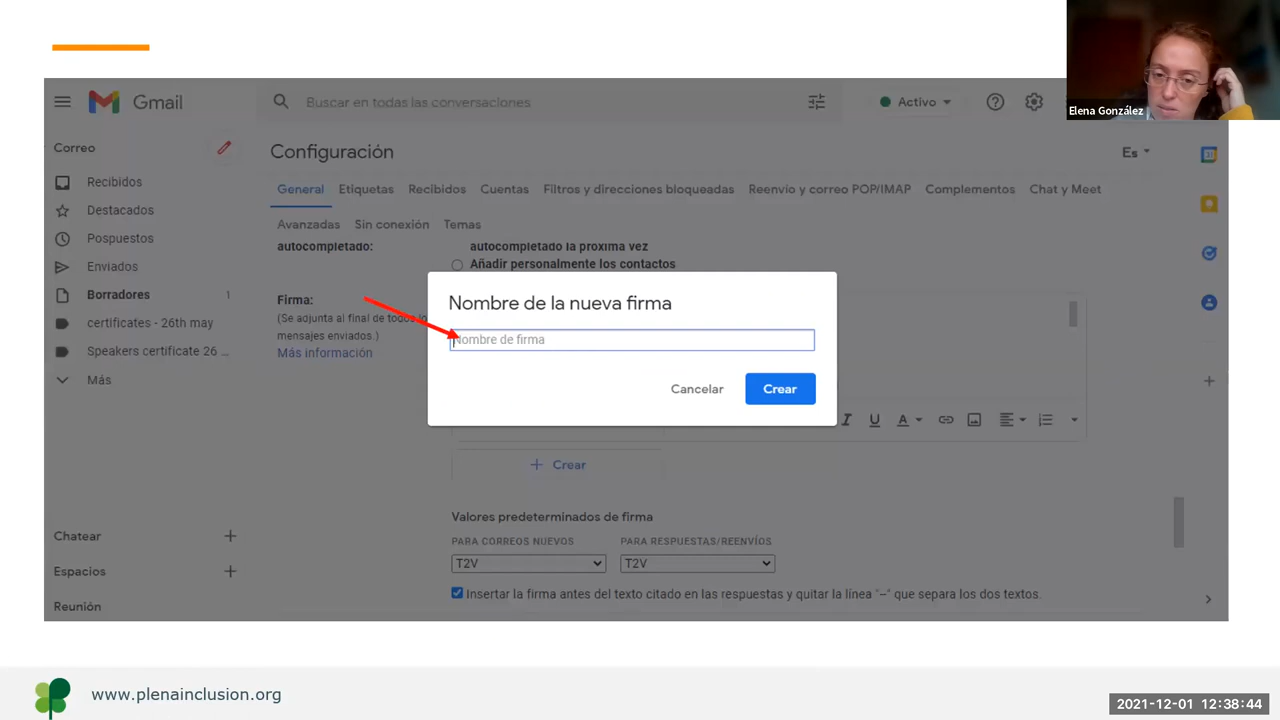 Elena González
Gmail
Buscar en todas las conversaciones
Activo
Correo
Configuración
Es
Recibidos
General Etiquetas Recibidos Cuentas Filtros y direcciones bloqueadas Reenvío y correo POP/IMAP Complementos Chat y Meet
Destacados
Avanzadas Sin conexión Temas
Pospuestos
autocompletado: autocompletado la próxima vez
Enviados
Añadir personalmente los contactos
Borradores 1
Firma:
(Se adjunta al final de todos lo
mensajes enviados.)
Más información
Nombre de la nueva firma
Nombre de firma
Cancelar Crear
certificates - 26th may
Speakers certificate 26 ...
Más
I U A
+ Crear
Valores predeterminados de firma
PARA CORREOS NUEVOS PARA RESPUESTAS/REENVÍOS
T2V T2V
Insertar la firma antes del texto citado en las respuestas y quitar la línea "--" que separa los dos textos.
Chatear
Espacios
Reunión
www.plenainclusion.org
2021-12-01 12:38:44